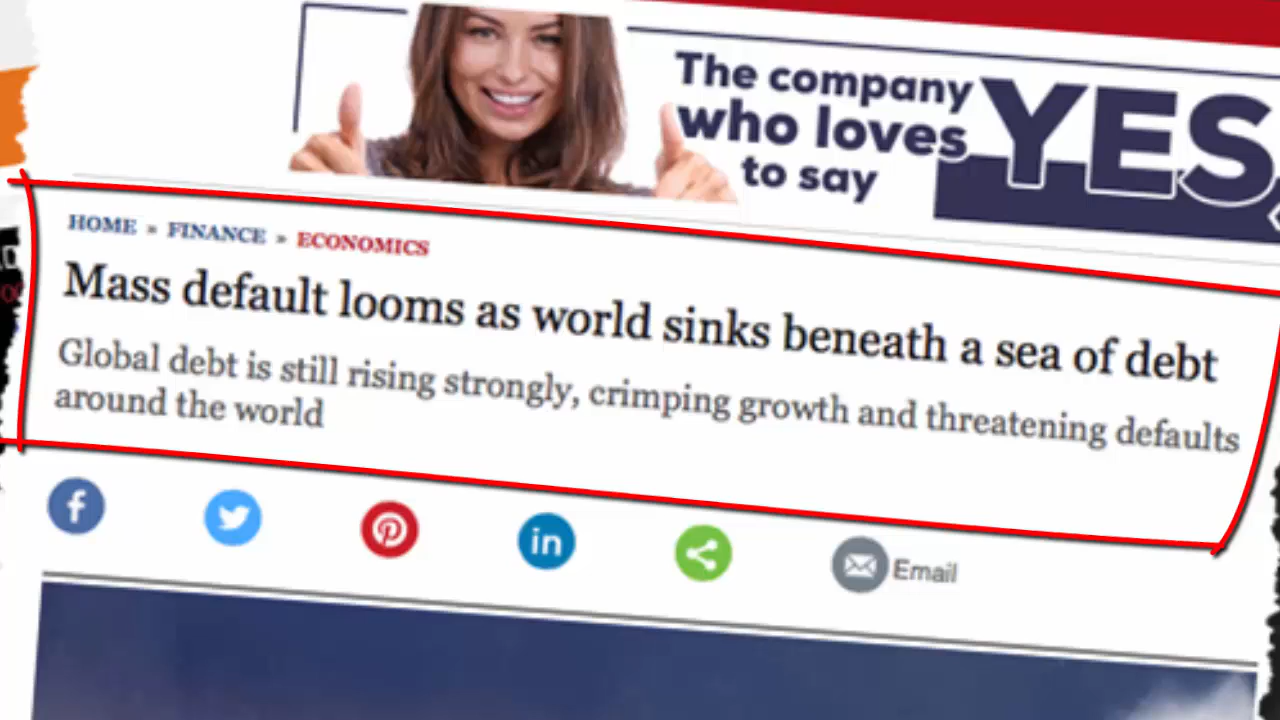 The company
who loves
to say
YES
HOME » FINANCE » ECONOMICS
Mass default looms as world sinks beneath a sea of debt
Global debt is still rising strongly, crimping growth and threatening defaults
around the world
f
in
Email